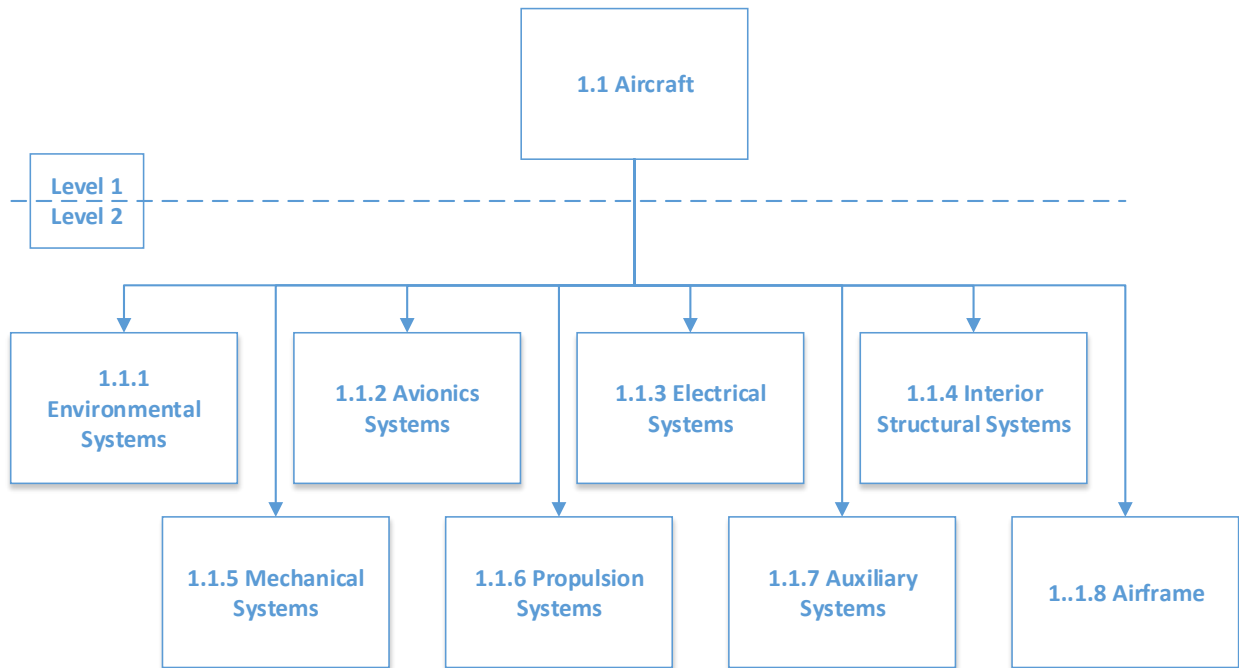 1.1 Aircraft
Level 1
Level 2
1.1.1
Environmental
Systems
1.1.2 Avionics
Systems
1.1.3 Electrical
Systems
1.1.4 Interior
Structural Systems
1.1.5 Mechanical
Systems
1.1.6 Propulsion
Systems
1.1.7 Auxiliary
Systems
1..1.8 Airframe